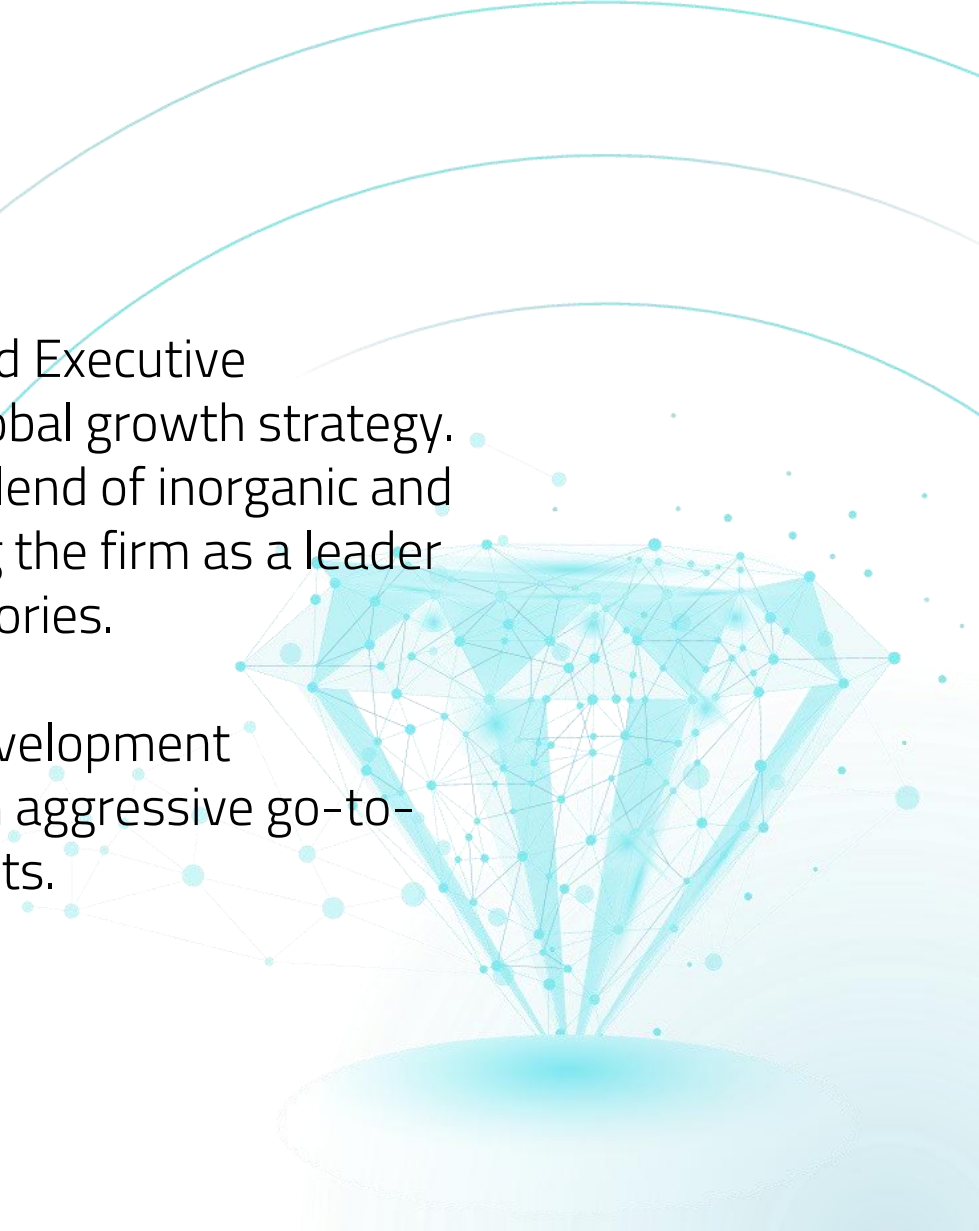 d Executive
obal growth strategy.
lend of inorganic and
g the firm as a leader
ories.
velopment
aggressive go-to-
ts.